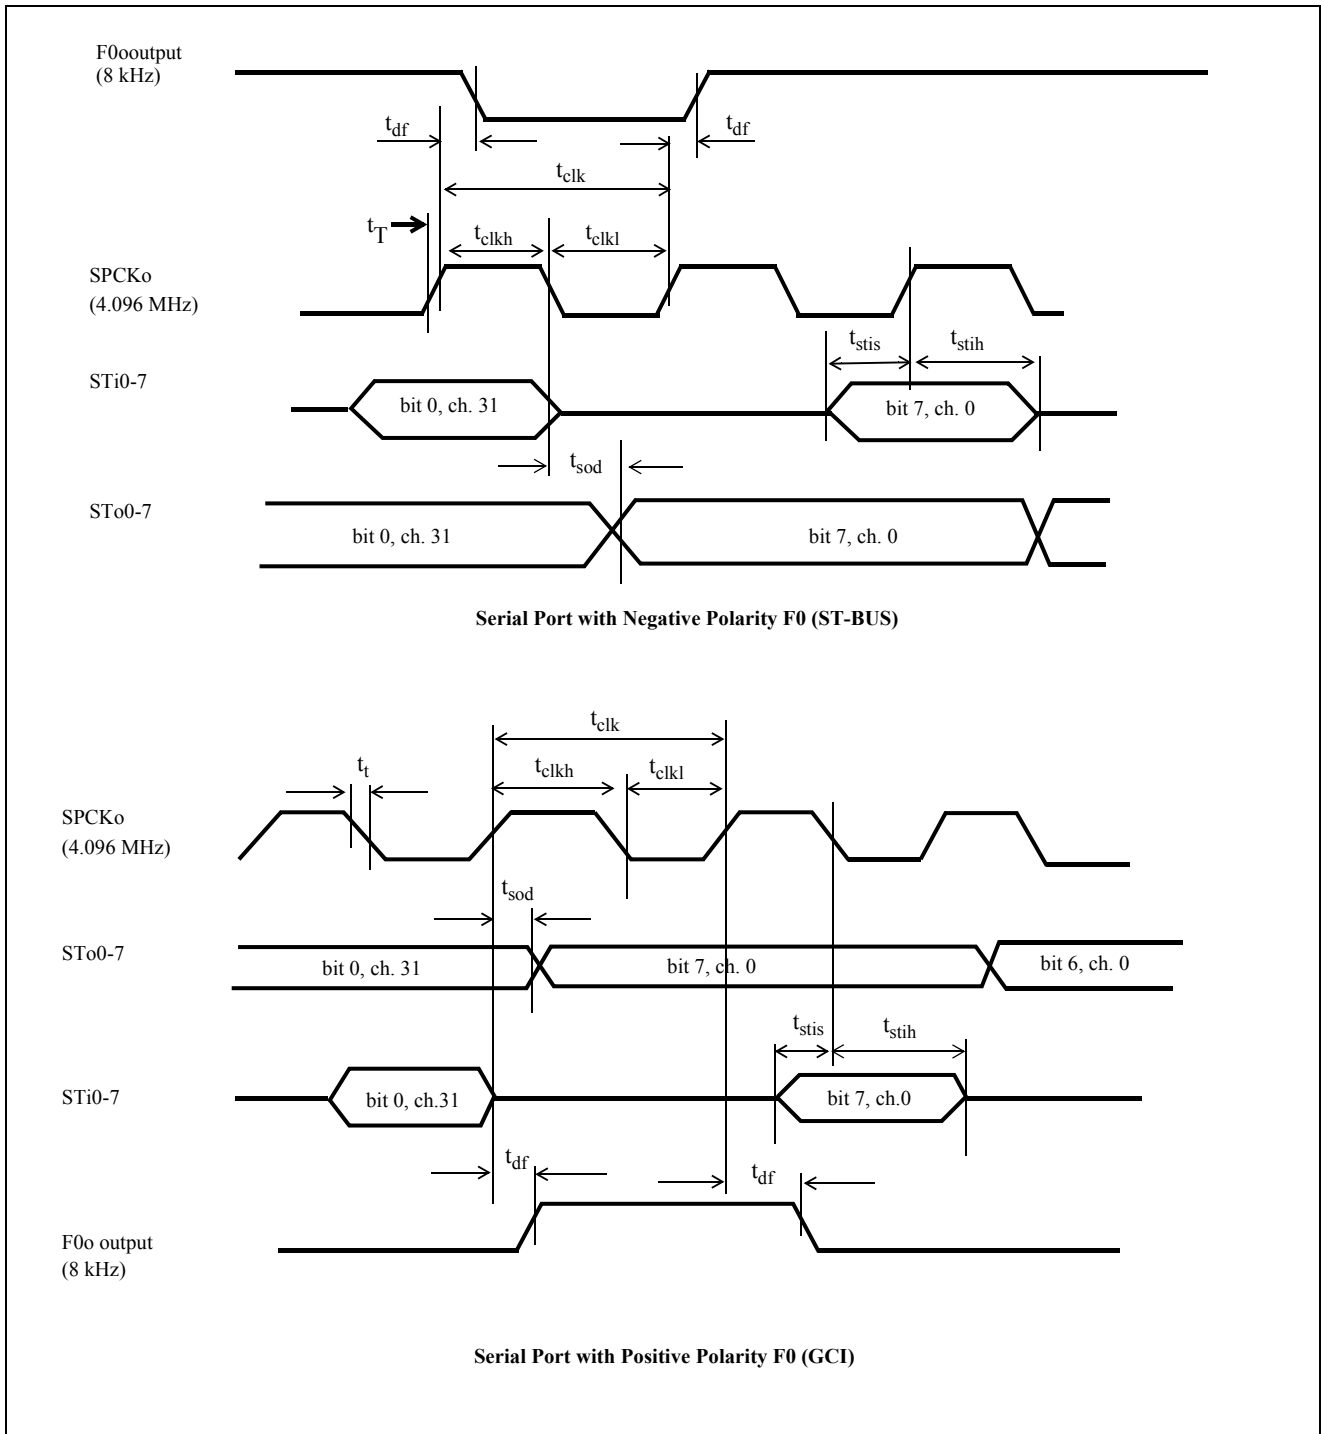 F0ooutput
(8 kHz)
tdf
tdf
tclk
tT
tclkh
tclkl
SPCKo
(4.096 MHz)
tstis
tstih
STi0-7
bit 0, ch. 31
bit 7, ch. 0
tsod
STo0-7
bit 0, ch. 31
bit 7, ch. 0
Serial Port with Negative Polarity F0 (ST-BUS)
tclk
tt
tclkh
tclkl
SPCKo
(4.096 MHz)
tsod
STo0-7
bit 0, ch. 31
bit 7, ch. 0
bit 6, ch. 0
tstis
tstih
STi0-7
bit 0, ch.31
bit 7, ch.0
tdf
tdf
F0o output
(8 kHz)
Serial Port with Positive Polarity F0 (GCI)